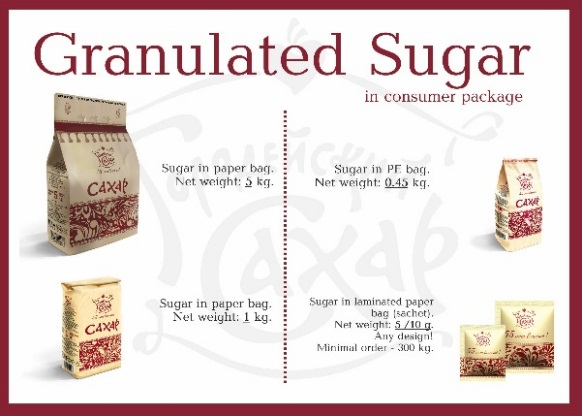 Granulated Sugar
in consumer package
Sugar in paper bag.
Net weight: 5 kg.
Sugar in PE bag.
Net weight: 0.45 kg.
Sugar in paper bag.
Net weight: 1 kg.
Sugar in laminated paper
bag (sachet).
Net weight: 5 /10 g.
Any design!
Minimal order - 300 kg.
Сахар
Сахар
Сахар